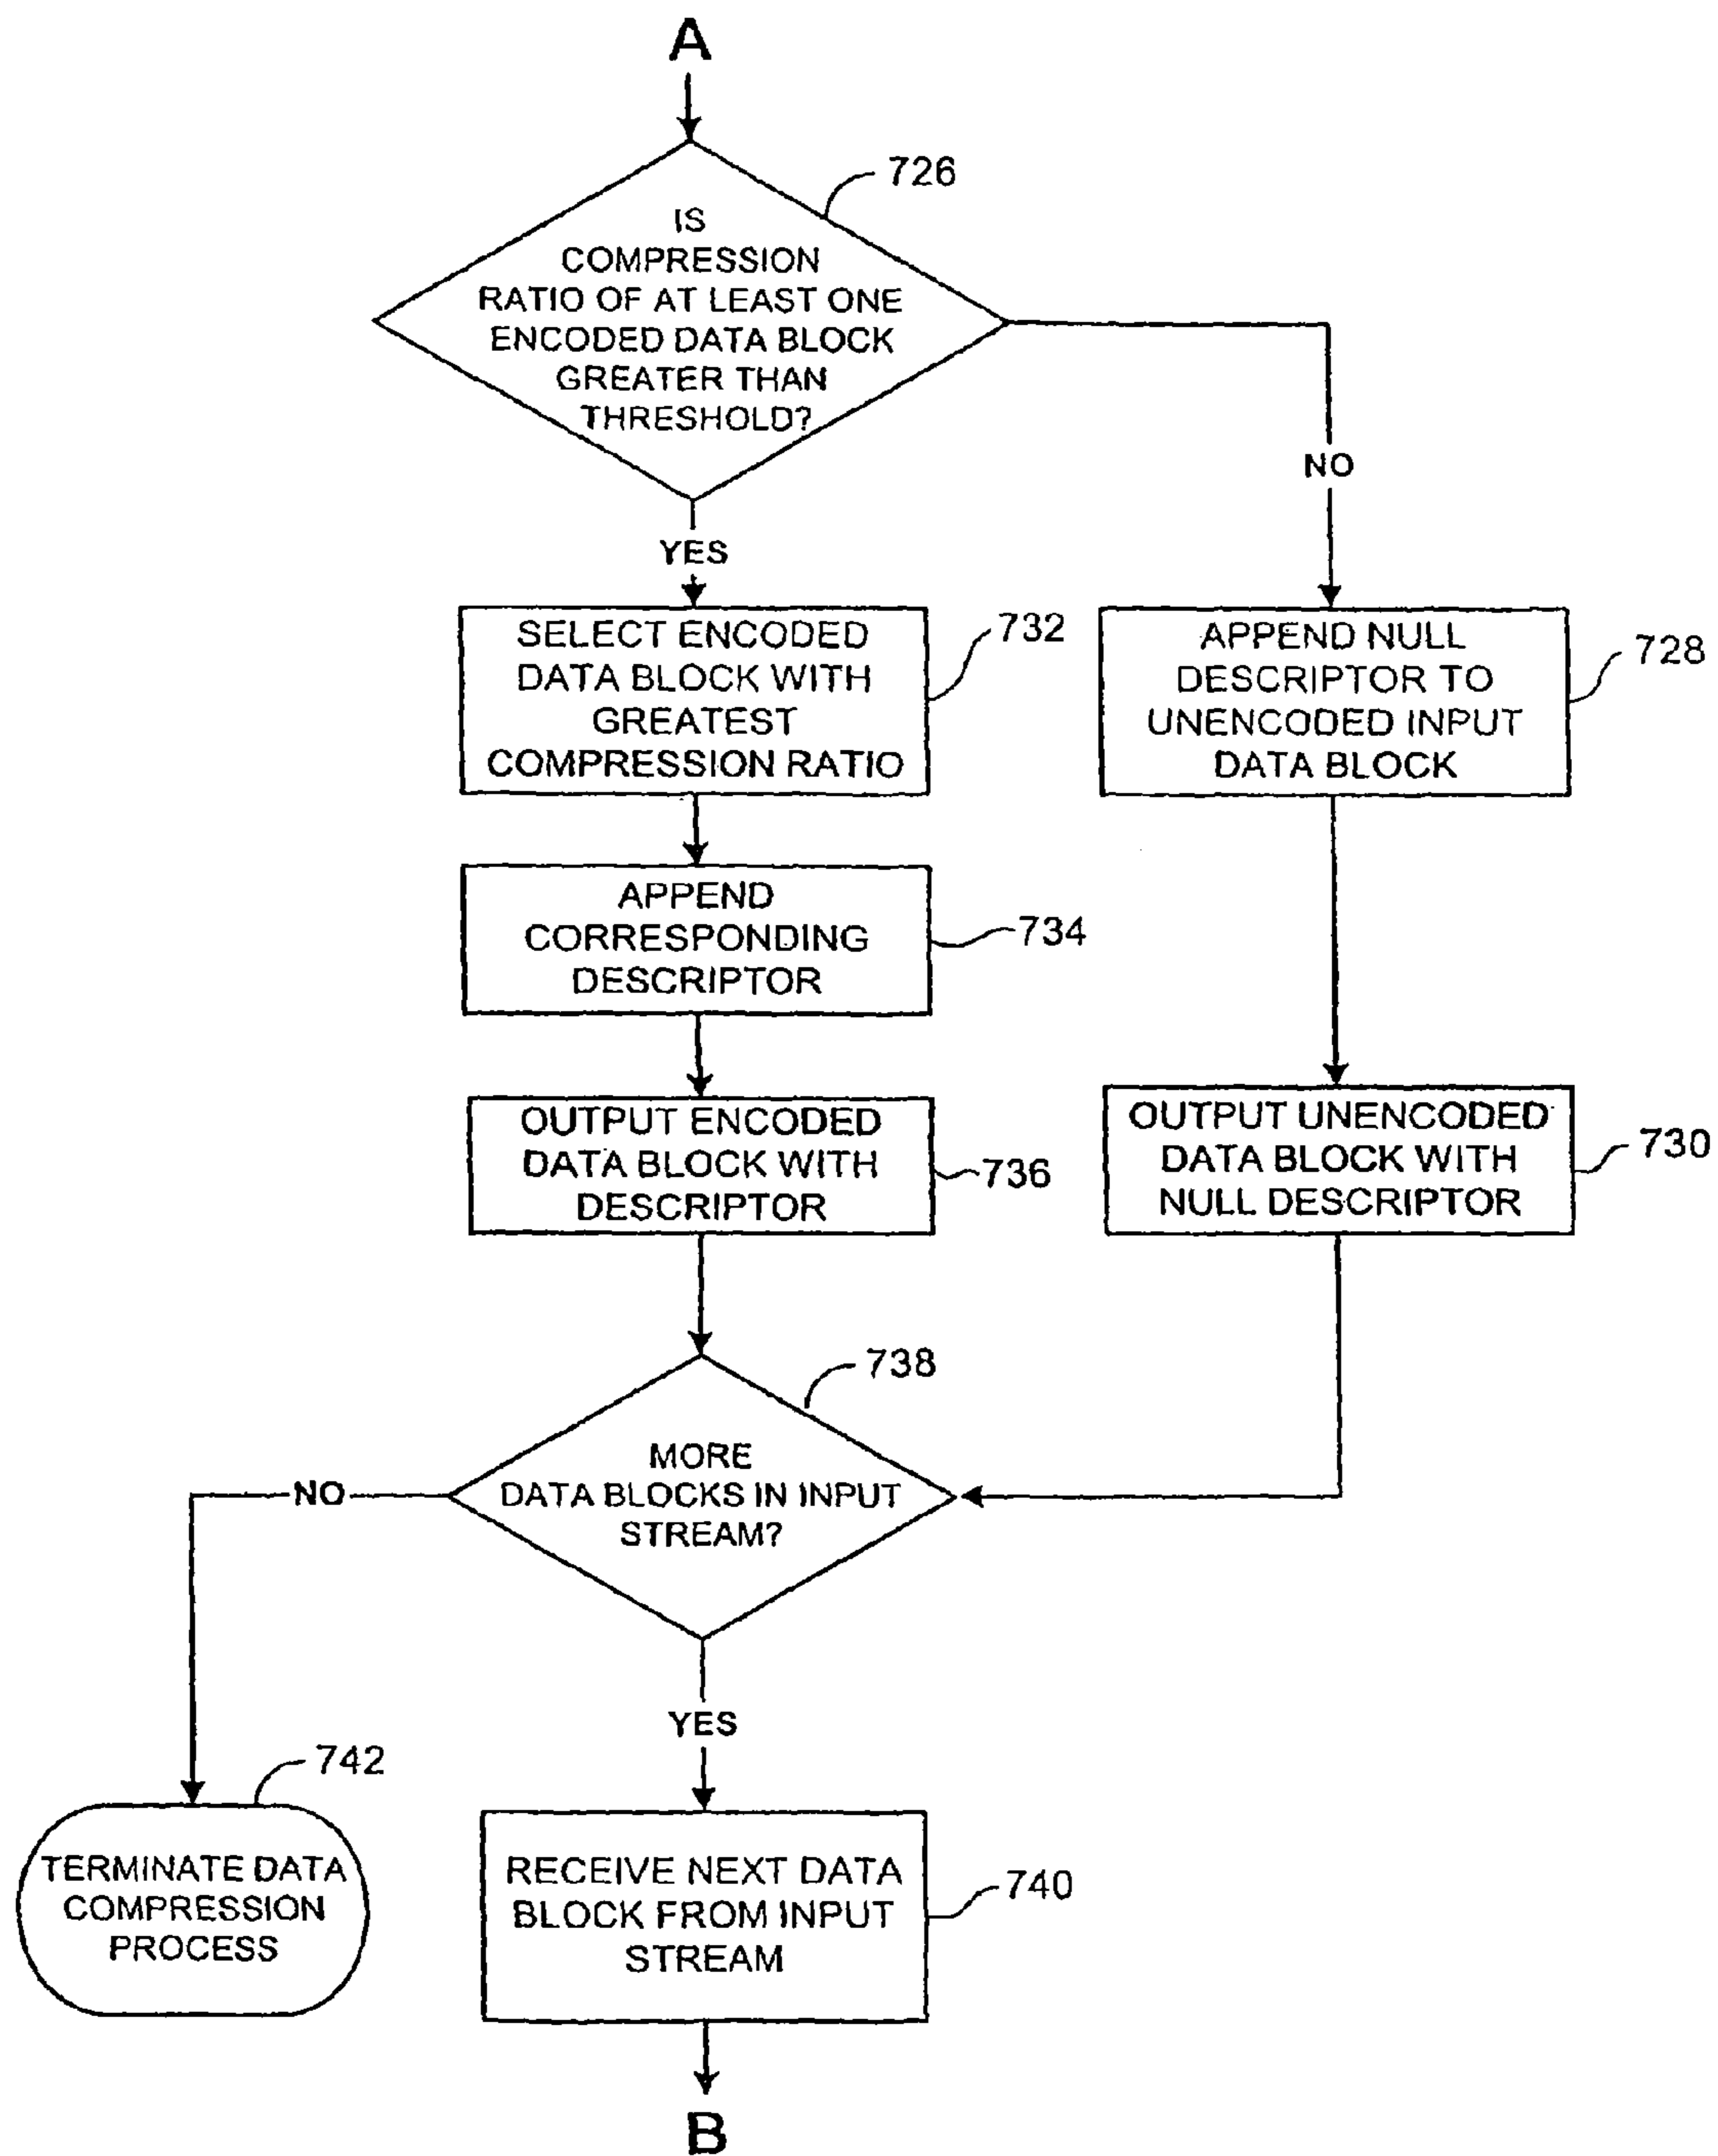 A
726
IS
COMPRESSION
RATIO OF AT LEAST ONE
ENCODED DATA BLOCK
GREATER THAN
THRESHOLD?
NO
YES
SELECT ENCODED
DATA BLOCK WITH
GREATEST
COMPRESSION RATIO
732
APPEND NULL
DESCRIPTOR TO
UNENCODED INPUT
DATA BLOCK
728
APPEND
CORRESPONDING
DESCRIPTOR
734
OUTPUT ENCODED
DATA BLOCK WITH
DESCRIPTOR
736
OUTPUT UNENCODED
DATA BLOCK WITH
NULL DESCRIPTOR
730
738
MORE
DATA BLOCKS IN INPUT
STREAM?
NO
YES
742
TERMINATE DATA
COMPRESSION
PROCESS
RECEIVE NEXT DATA
BLOCK FROM INPUT
STREAM
740
B